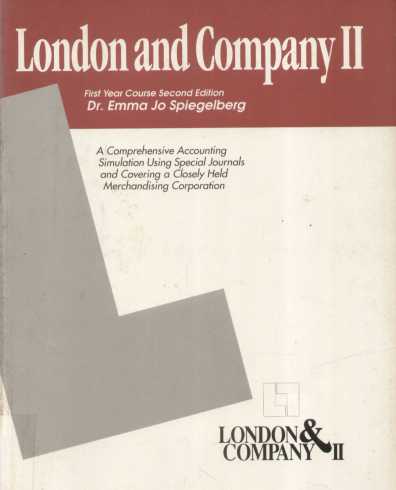 London and Company II
First Year Course Second Edition
Dr. Emma Jo Spiegelberg
A Comprehensive Accounting
Simulation Using Special Journals
and Covering a Closely Held
Merchandising Corporation
LONDON &
COMPANY II